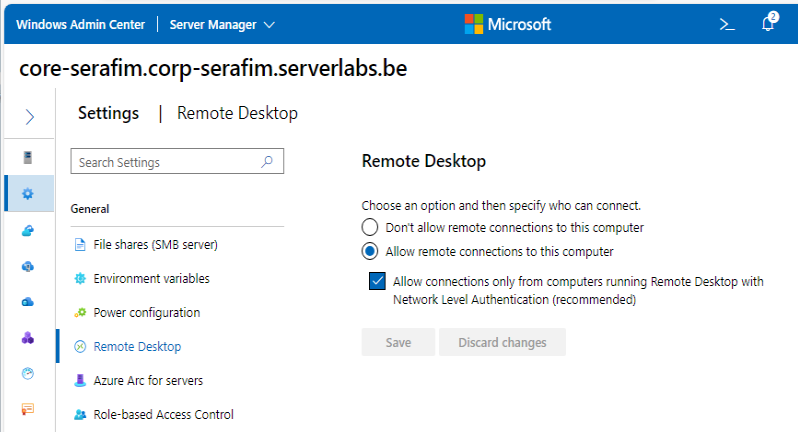 Windows Admin Center | Server Manager Microsoft 2
core-serafim.corp-serafim.serverlabs.be
Settings | Remote Desktop
Search Settings
General
File shares (SMB server)
Environment variables
Power configuration
Remote Desktop
Azure Arc for servers
Role-based Access Control
Remote Desktop
Choose an option and then specify who can connect.
Don't allow remote connections to this computer
Allow remote connections to this computer
Allow connections only from computers running Remote Desktop with
Network Level Authentication (recommended)
Save Discard changes